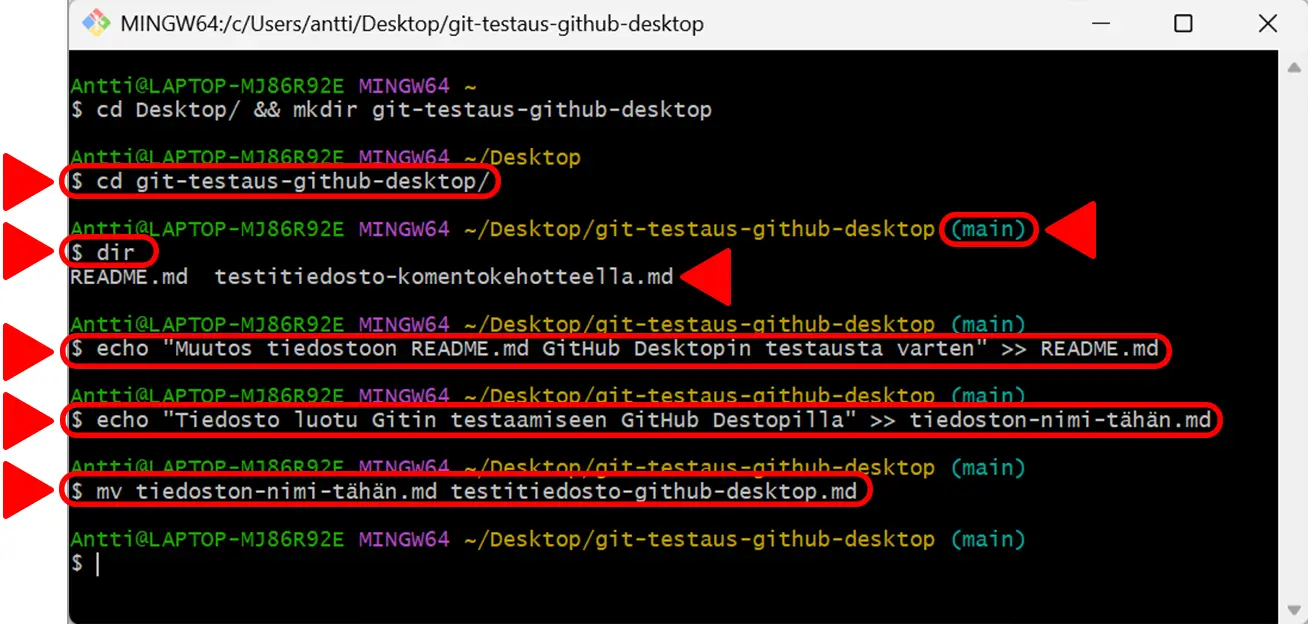 MINGW64:/c/Users/antti/Desktop/git-testaus-github-desktop
Antti@LAPTOP-MJ86R92E MINGW64 ~
$ cd Desktop/ && mkdir git-testaus-github-desktop
Antti@LAPTOP-MJ86R92E MINGW64 ~/Desktop
$ cd git-testaus-github-desktop/
Antti@LAPTOP-MJ86R92E MINGW64 ~/Desktop/git-testaus-github-desktop (main)
$ dir
README.md  testitiedosto-komentokehotteella.md
Antti@LAPTOP-MJ86R92E MINGW64 ~/Desktop/git-testaus-github-desktop (main)
$ echo "Muutos tiedostoon README.md GitHub Desktopin testausta varten" >> README.md
Antti@LAPTOP-MJ86R92E MINGW64 ~/Desktop/git-testaus-github-desktop (main)
$ echo "Tiedosto luotu Gitin testaamiseen GitHub Destopilla" >> tiedoston-nimi-tähän.md
Antti@LAPTOP-MJ86R92E MINGW64 ~/Desktop/git-testaus-github-desktop (main)
$ mv tiedoston-nimi-tähän.md testitiedosto-github-desktop.md
Antti@LAPTOP-MJ86R92E MINGW64 ~/Desktop/git-testaus-github-desktop (main)
$